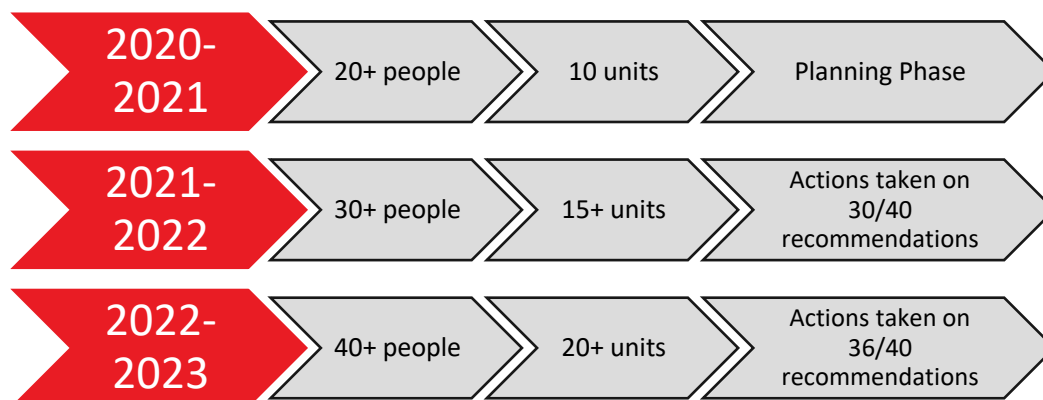 2020-
2021
20+ people
10 units
Planning Phase
2021-
2022
30+ people
15+ units
Actions taken on
30/40
recommendations
2022-
2023
40+ people
20+ units
Actions taken on
36/40
recommendations